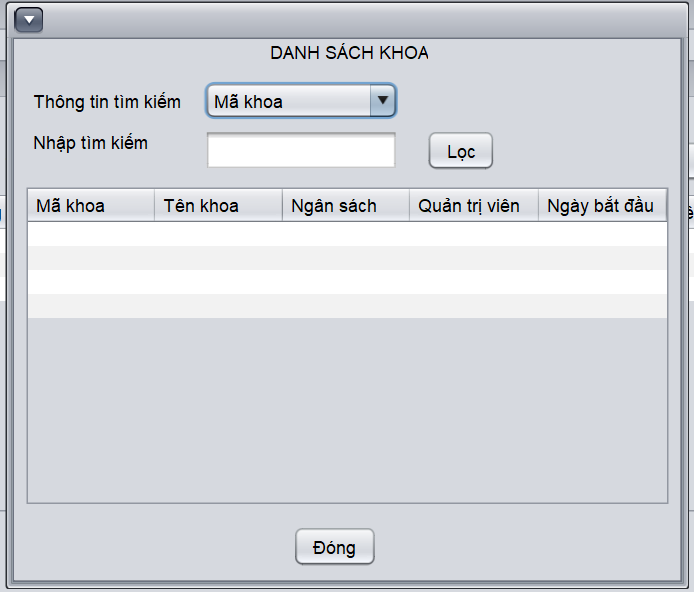 DANH SÁCH KHOA
Thông tin tìm kiếm Mã khoa
Nhập tìm kiếm Lọc
Mã khoa Tên khoa Ngân sách Quản trị viên Ngày bắt đầu
Đóng